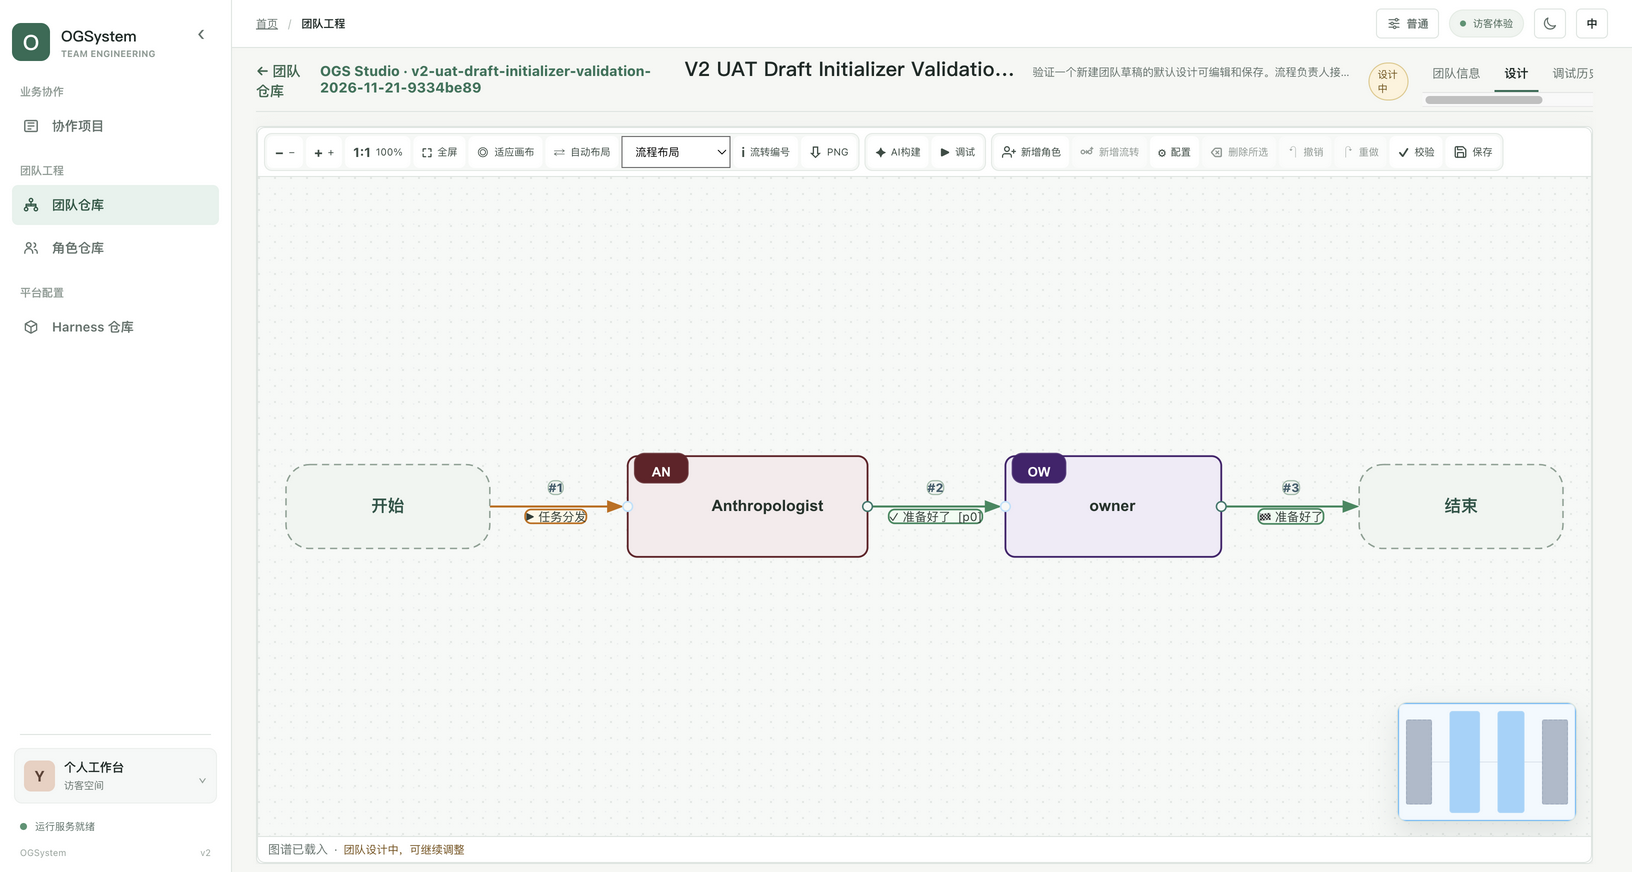 O
OGSystem
TEAM ENGINEERING
业务协作
协作项目
团队工程
团队仓库
角色仓库
平台配置
Harness 仓库
Y
个人工作台
访客空间
运行服务就绪
OGSystem
v2
首页 / 团队工程
普通
访客体验
中
← 团队
仓库
OGS Studio · v2-uat-draft-initializer-validation-
2026-11-21-9334be89
V2 UAT Draft Initializer Validatio...
验证一个新建团队草稿的默认设计可编辑和保存。流程负责人接...
设计
中
团队信息
设计
调试历史
− −
+ +
1:1 100%
全屏
适应画布
自动布局
流程布局
流转编号
PNG
AI构建
调试
新增角色
新增流转
配置
删除所选
撤销
重做
校验
保存
开始
#1
任务分发
AN
Anthropologist
#2
✓ 准备好了 [p0]
OW
owner
#3
准备好了
结束
图谱已载入 · 团队设计中，可继续调整